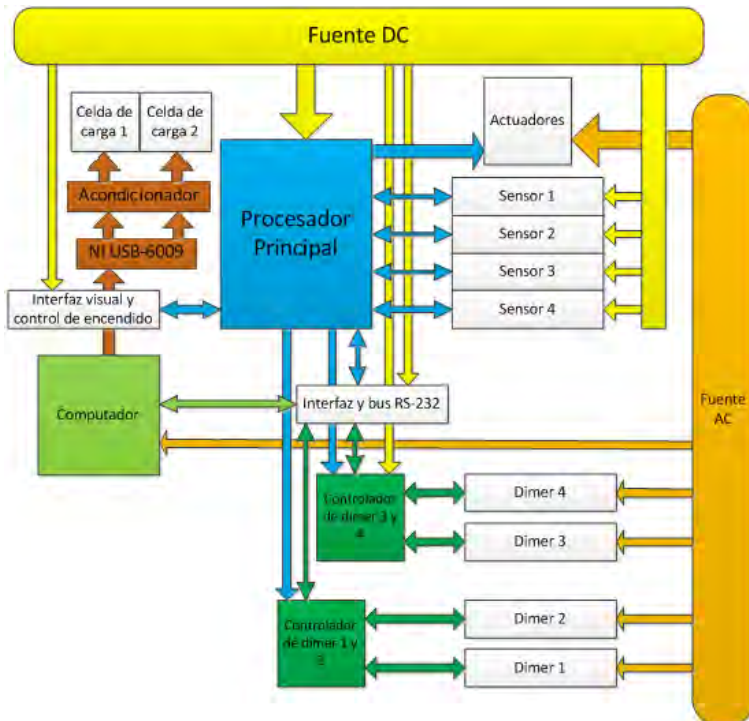 Fuente DC
Celda de
carga 1
Celda de
carga 2
Actuadores
Acondicionador
Procesador
Principal
Sensor 1
Sensor 2
NI USB-6009
Sensor 3
Interfaz visual y
control de encendido
Sensor 4
Computador
Interfaz y bus RS-232
Fuente
AC
Controlador
de dimer 3 y
4
Dimer 4
Dimer 3
Controlador
de dimer 1 y
2
Dimer 2
Dimer 1